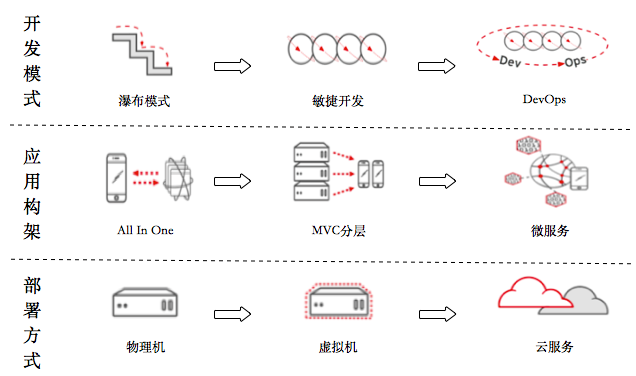 开发模式
瀑布模式
敏捷开发
Dev
Ops
DevOps
应用构架
All In One
MVC分层
微服务
部署方式
物理机
虚拟机
云服务